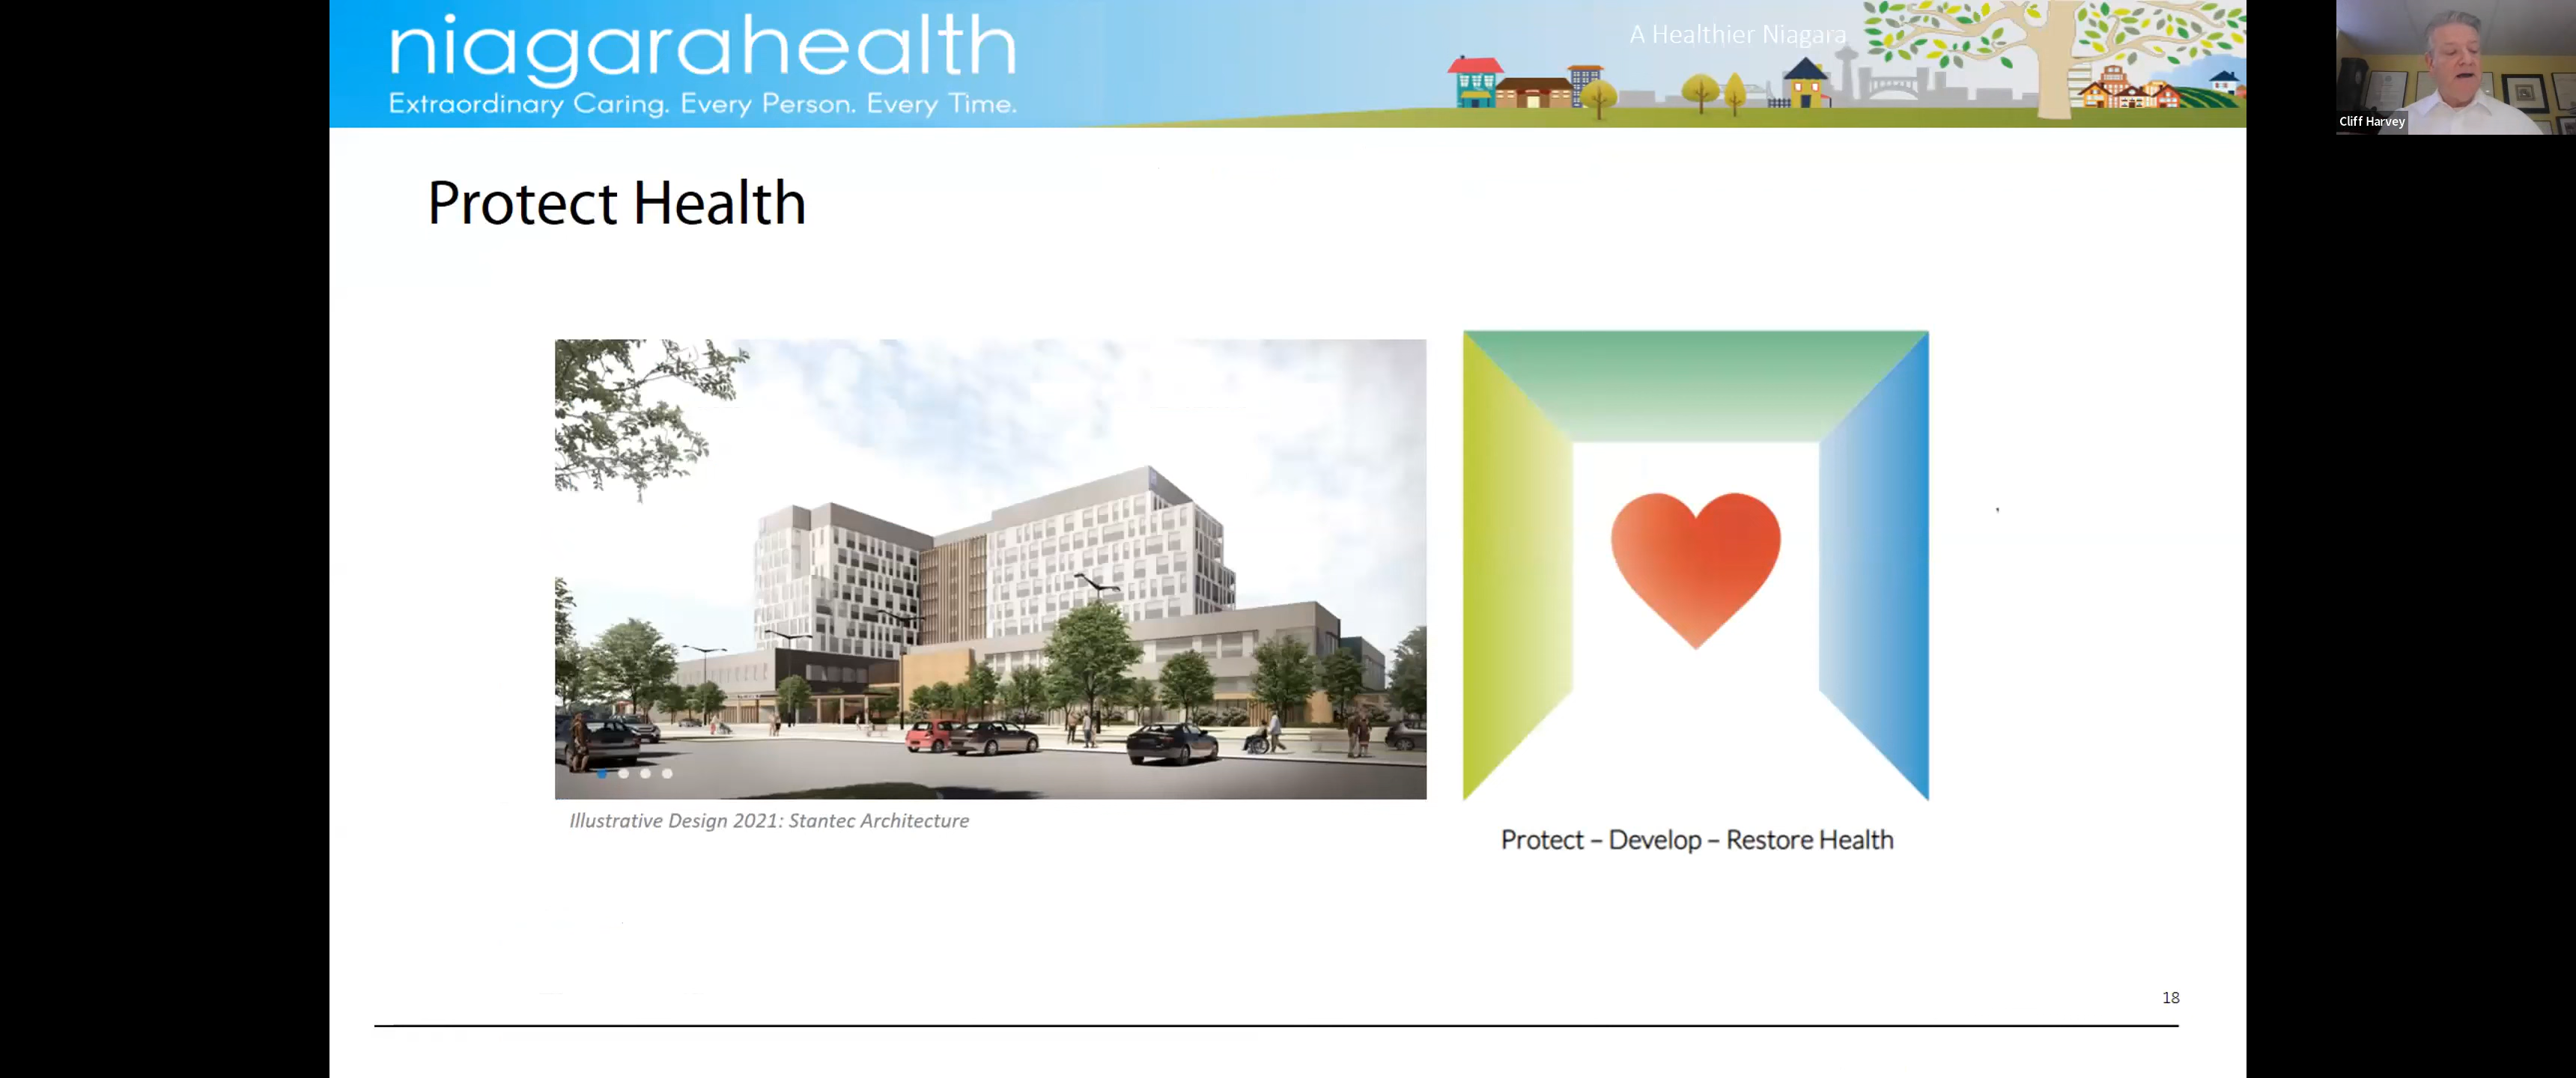 niagarahealth
Extraordinary Caring. Every Person. Every Time.
A Healthier Niagara
Cliff Harvey
Protect Health
Illustrative Design 2021: Stantec Architecture
Protect – Develop – Restore Health
18